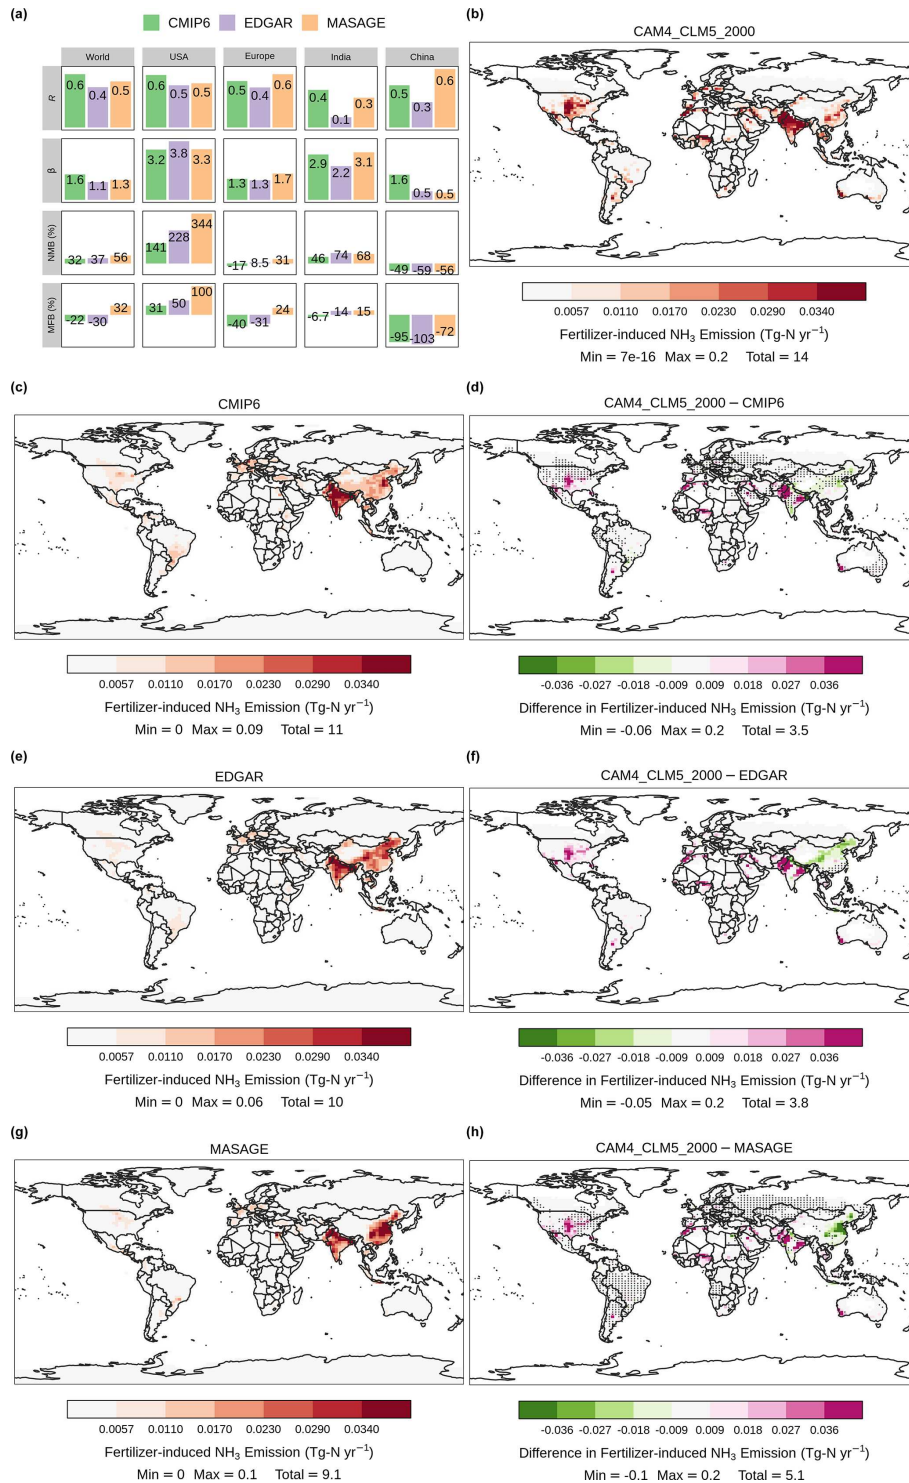 (a)
CMIP6 EDGAR MASAGE
World USA Europe India China
R
0.6 0.4 0.5 0.6 0.5 0.5 0.5 0.4 0.6 0.4 0.1 0.3 0.5 0.3 0.6
β
1.6 1.1 1.3 3.2 3.8 3.3 1.3 1.3 1.7 2.9 2.2 3.1 1.6 0.5 0.5
NMB (%)
32 37 56 141 228 344 -17 8.5 31 46 74 68 -49 -59 -56
MFB (%)
-22 -30 32 31 50 100 -40 -31 24 -6.7 14 15 -95 -103 -72
(b)
CAM4_CLM5_2000
0.0057 0.0110 0.0170 0.0230 0.0290 0.0340
Fertilizer-induced NH₃ Emission (Tg-N yr⁻¹)
Min = 7e-16 Max = 0.2 Total = 14
(c)
CMIP6
0.0057 0.0110 0.0170 0.0230 0.0290 0.0340
Fertilizer-induced NH₃ Emission (Tg-N yr⁻¹)
Min = 0 Max = 0.09 Total = 11
(d)
CAM4_CLM5_2000 − CMIP6
-0.036 -0.027 -0.018 -0.009 0.009 0.018 0.027 0.036
Difference in Fertilizer-induced NH₃ Emission (Tg-N yr⁻¹)
Min = -0.06 Max = 0.2 Total = 3.5
(e)
EDGAR
0.0057 0.0110 0.0170 0.0230 0.0290 0.0340
Fertilizer-induced NH₃ Emission (Tg-N yr⁻¹)
Min = 0 Max = 0.06 Total = 10
(f)
CAM4_CLM5_2000 − EDGAR
-0.036 -0.027 -0.018 -0.009 0.009 0.018 0.027 0.036
Difference in Fertilizer-induced NH₃ Emission (Tg-N yr⁻¹)
Min = -0.05 Max = 0.2 Total = 3.8
(g)
MASAGE
0.0057 0.0110 0.0170 0.0230 0.0290 0.0340
Fertilizer-induced NH₃ Emission (Tg-N yr⁻¹)
Min = 0 Max = 0.1 Total = 9.1
(h)
CAM4_CLM5_2000 − MASAGE
-0.036 -0.027 -0.018 -0.009 0.009 0.018 0.027 0.036
Difference in Fertilizer-induced NH₃ Emission (Tg-N yr⁻¹)
Min = -0.1 Max = 0.2 Total = 5.1